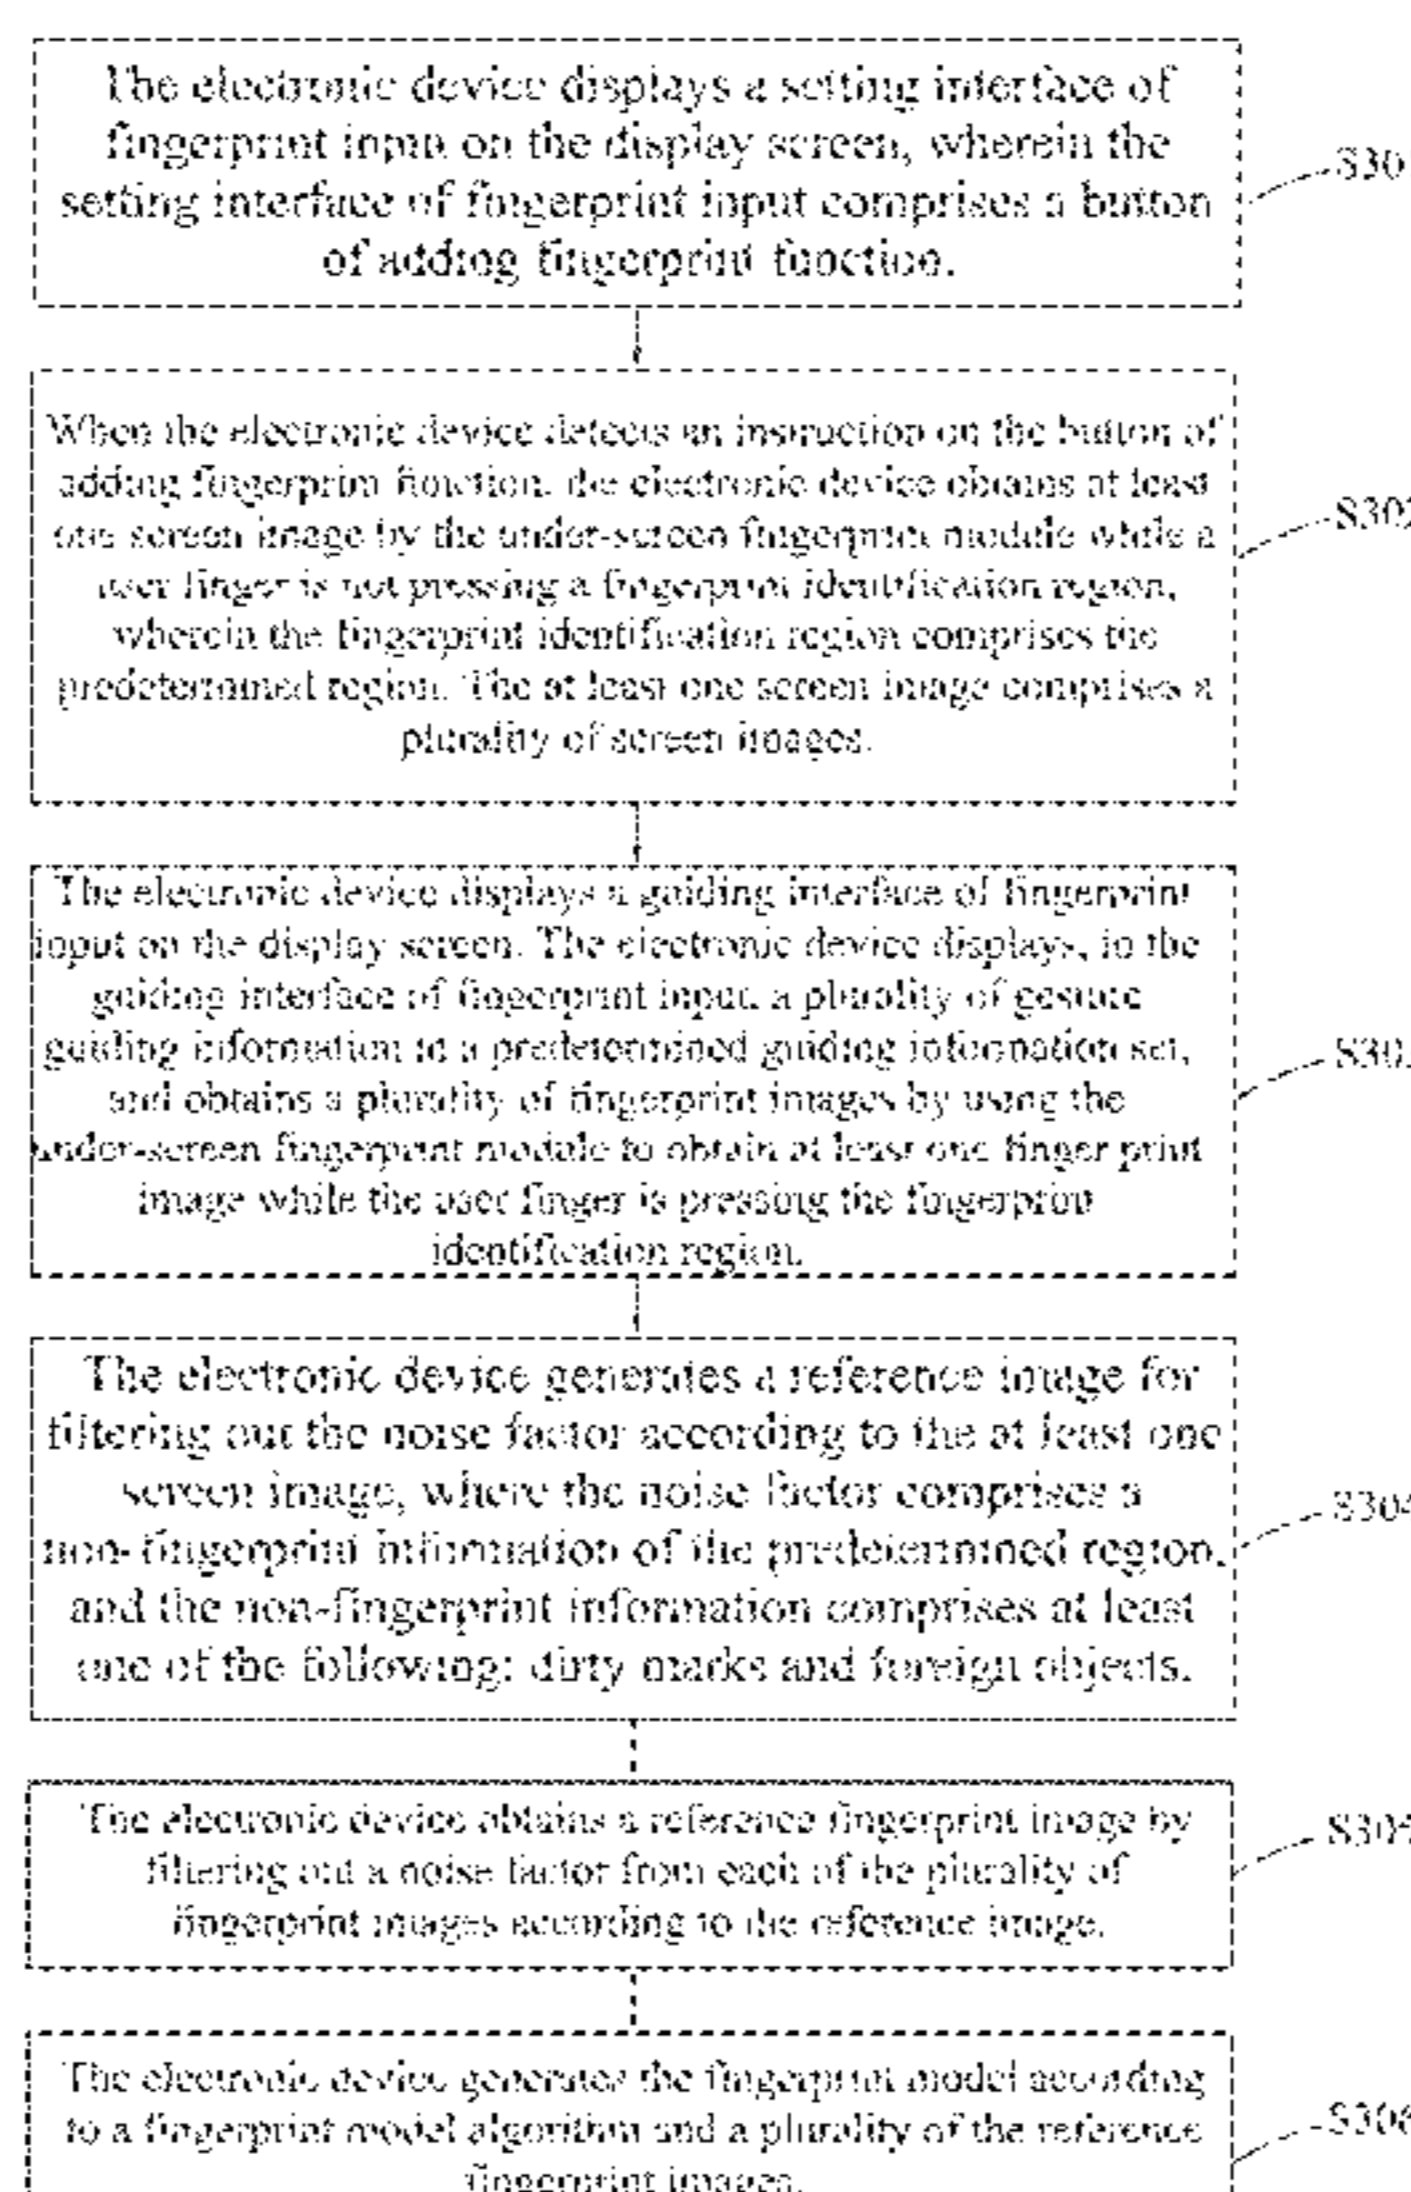 The electronic device displays a setting interface of
fingerprint input on the display screen, wherein the
setting interface of fingerprint input comprises a button
of adding fingerprint function.
S301
When the electronic device detects an instruction on the button of
adding fingerprint function, the electronic device obtains at least
one screen image by the under-screen fingerprint module while a
user finger is not pressing a fingerprint identification region,
wherein the fingerprint identification region comprises the
predetermined region. The at least one screen image comprises a
plurality of screen images.
S302
The electronic device displays a guiding interface of fingerprint
input on the display screen. The electronic device displays, in the
guiding interface of fingerprint input, a plurality of gesture
guiding information in a predetermined guiding information set,
and obtains a plurality of fingerprint images by using the
under-screen fingerprint module to obtain at least one finger print
image while the user finger is pressing the fingerprint
identification region.
S303
The electronic device generates a reference image for
filtering out the noise factor according to the at least one
screen image, where the noise factor comprises a
non-fingerprint information of the predetermined region,
and the non-fingerprint information comprises at least
one of the following: dirty marks and foreign objects.
S304
The electronic device obtains a reference fingerprint image by
filtering out a noise factor from each of the plurality of
fingerprint images according to the reference image.
S305
The electronic device generates the fingerprint model according
to a fingerprint model algorithm and a plurality of the reference
fingerprint images.
S306